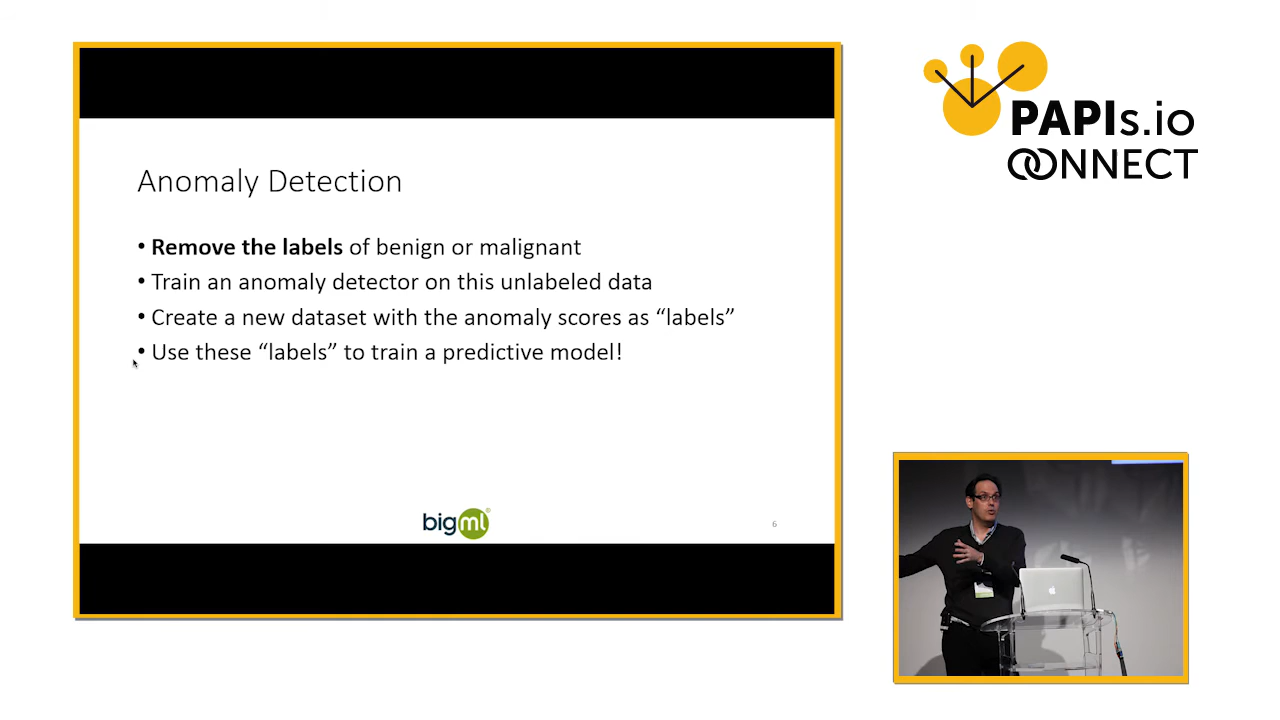 Anomaly Detection
• Remove the labels of benign or malignant
• Train an anomaly detector on this unlabeled data
• Create a new dataset with the anomaly scores as “labels”
• Use these “labels” to train a predictive model!
bigml
6
PAPIs.io
CONNECT